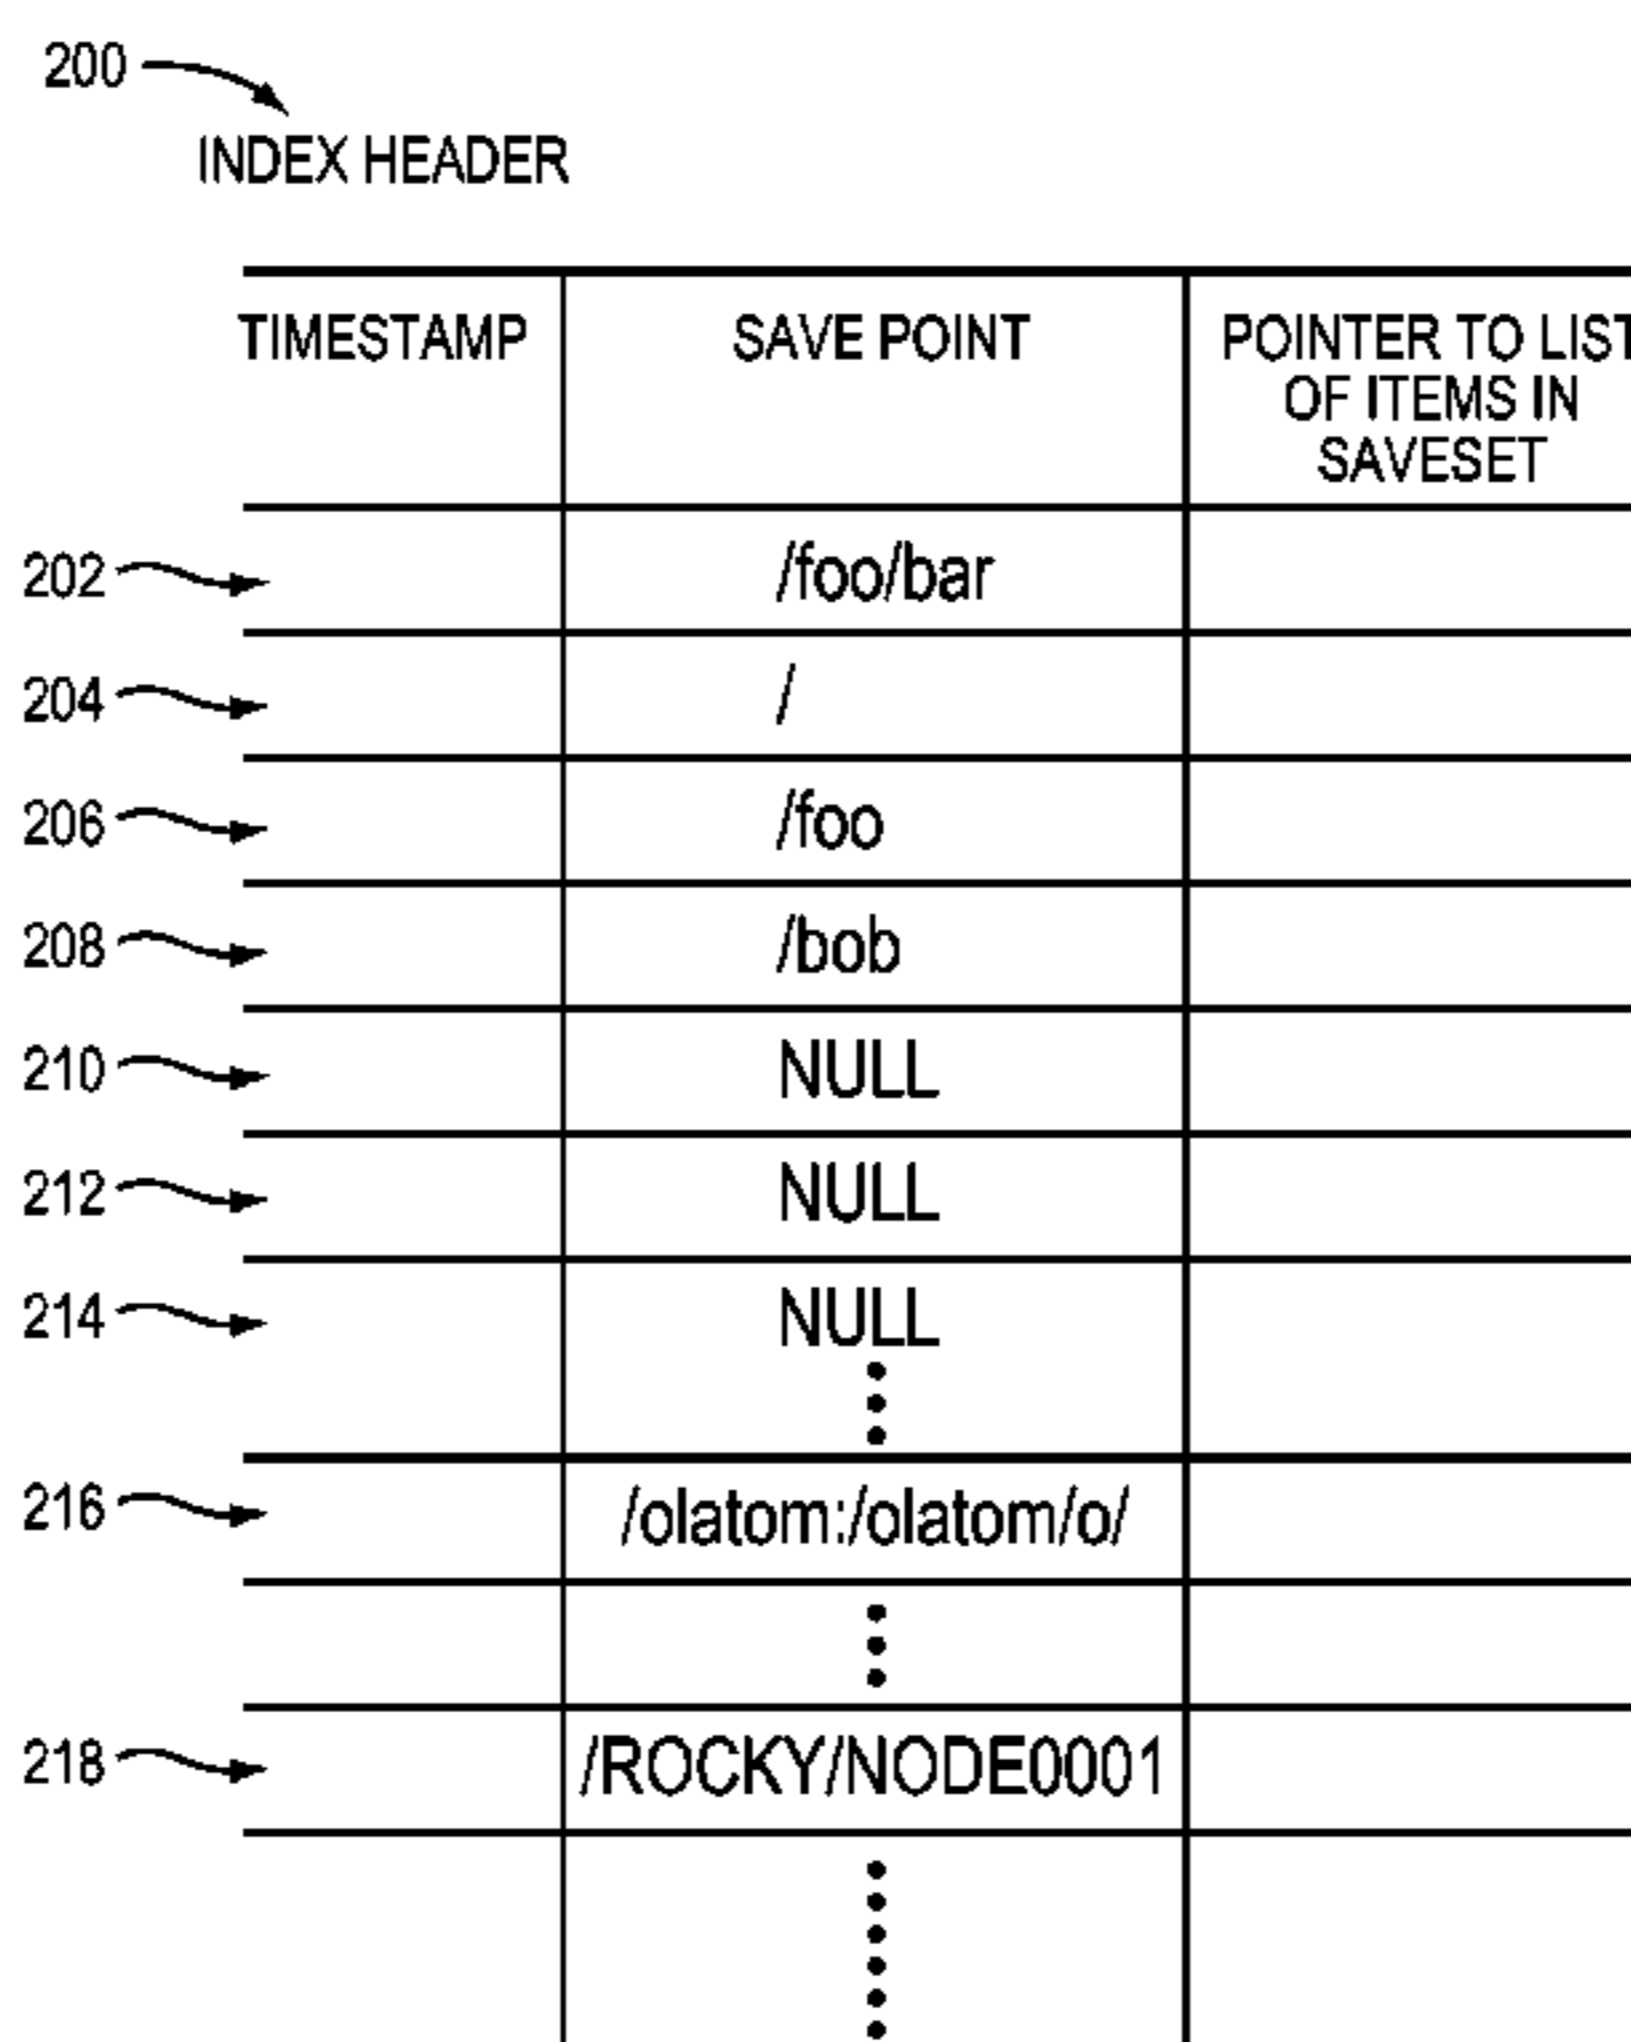 200
INDEX HEADER
TIMESTAMP SAVE POINT POINTER TO LIST
OF ITEMS IN
SAVESET
202 /foo/bar
204 /
206 /foo
208 /bob
210 NULL
212 NULL
214 NULL
216 /olatom:/olatom/o/
218 /ROCKY/NODE0001